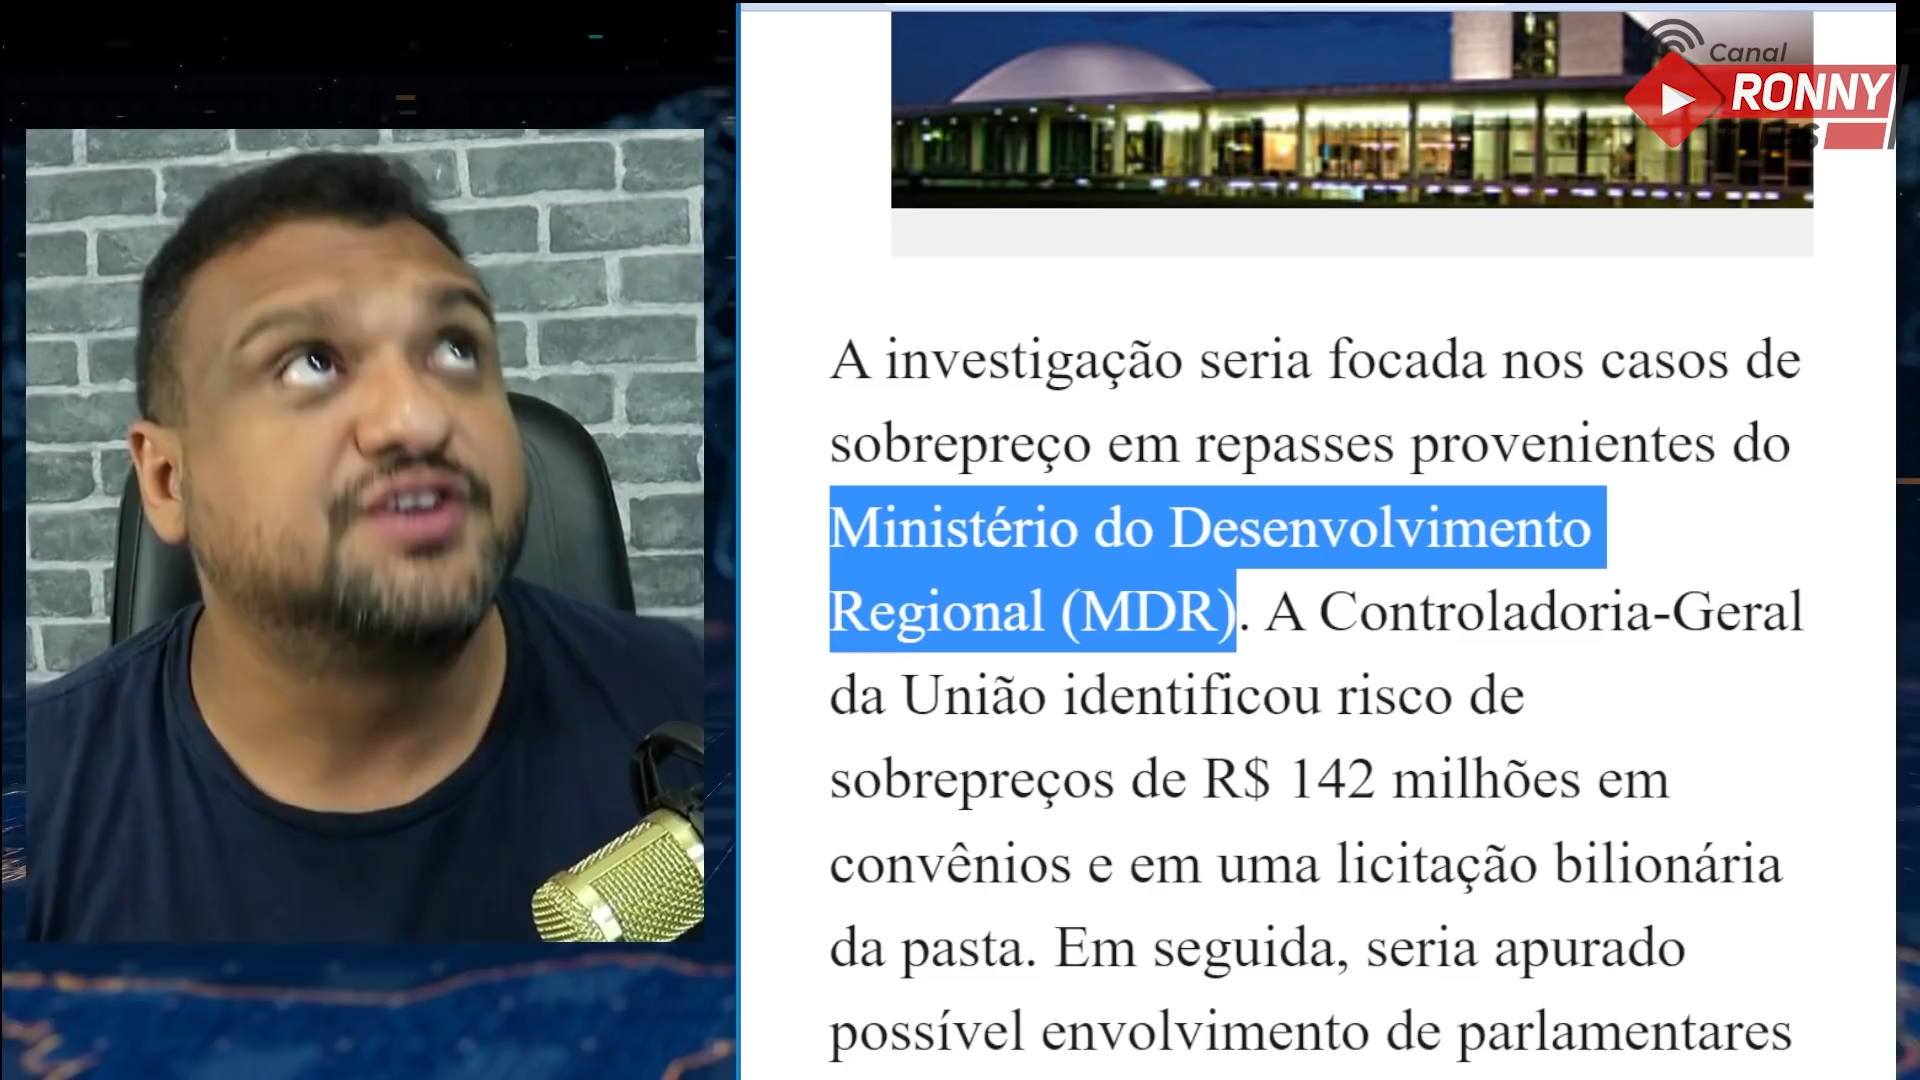 Canal
RONNY
A investigação seria focada nos casos de
sobrepreço em repasses provenientes do
Ministério do Desenvolvimento
Regional (MDR). A Controladoria-Geral
da União identificou risco de
sobrepreços de R$ 142 milhões em
convênios e em uma licitação bilionária
da pasta. Em seguida, seria apurado
possível envolvimento de parlamentares